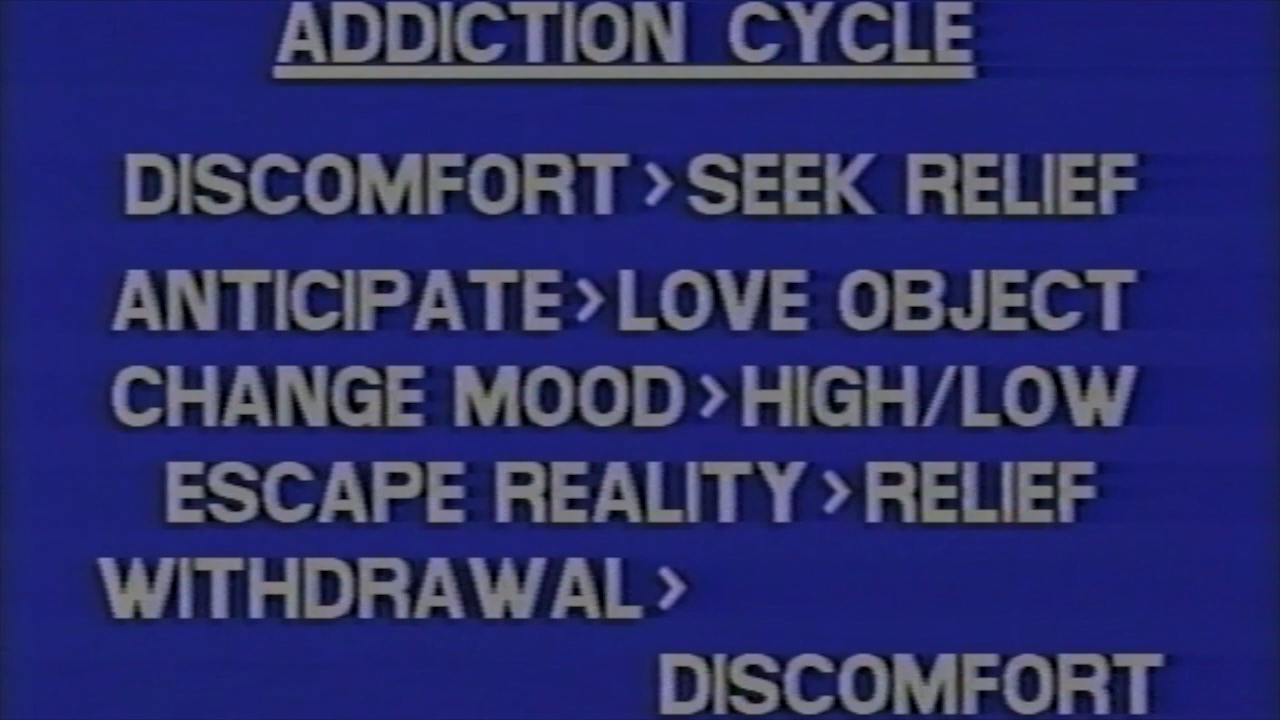 ADDICTION CYCLE
DISCOMFORT>SEEK RELIEF
ANTICIPATE>LOVE OBJECT
CHANGE MOOD>HIGH/LOW
ESCAPE REALITY>RELIEF
WITHDRAWAL>
DISCOMFORT